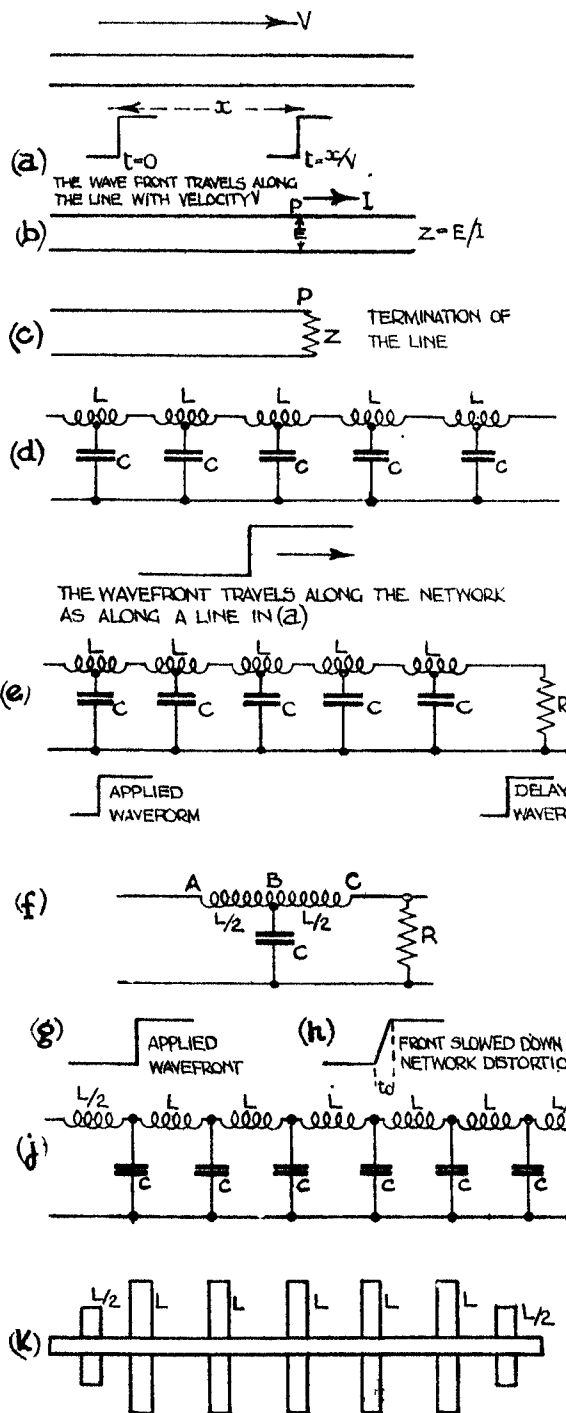 V
x
(a)
t=0
t=x/V
THE WAVE FRONT TRAVELS ALONG
THE LINE WITH VELOCITY V
P
I
(b)
E
Z=E/I
P
(c)
Z
TERMINATION OF
THE LINE
L L L L L
(d)
C C C C C
THE WAVEFRONT TRAVELS ALONG THE NETWORK
AS ALONG A LINE IN (a)
L L L L L
(e)
C C C C C
R
APPLIED
WAVEFORM
DELAY
WAVEF
(f)
A B C
L/2 L/2
C
R
(g)
APPLIED
WAVEFRONT
(h)
FRONT SLOWED DOWN
NETWORK DISTORTIO
td
L/2 L L L L L L L
(j)
C C C C C C
(k)
L/2 L L L L L L/2